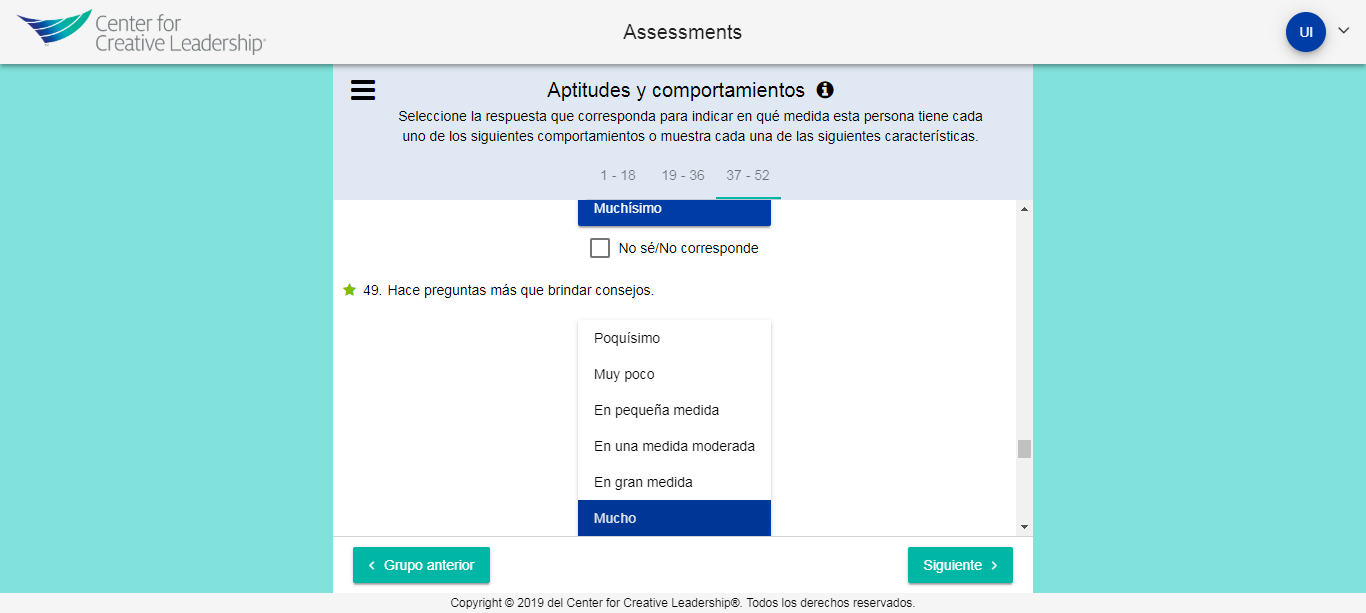 Center for
Creative Leadership®
Assessments
UI
Aptitudes y comportamientos
Seleccione la respuesta que corresponda para indicar en qué medida esta persona tiene cada
uno de los siguientes comportamientos o muestra cada una de las siguientes características.
1 - 18 19 - 36 37 - 52
Muchísimo
No sé/No corresponde
49. Hace preguntas más que brindar consejos.
Poquísimo
Muy poco
En pequeña medida
En una medida moderada
En gran medida
Mucho
Grupo anterior
Siguiente
Copyright © 2019 del Center for Creative Leadership®. Todos los derechos reservados.